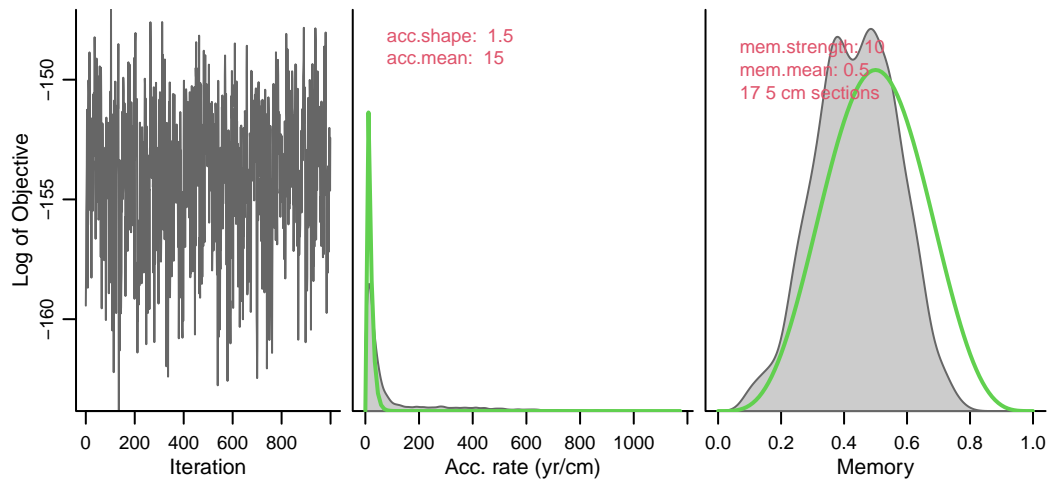 Log of Objective
−150
−155
−160
0 200 400 600 800
Iteration
acc.shape: 1.5
acc.mean: 15
0 200 400 600 800 1000
Acc. rate (yr/cm)
mem.strength: 10
mem.mean: 0.5
17 5 cm sections
0.0 0.2 0.4 0.6 0.8 1.0
Memory